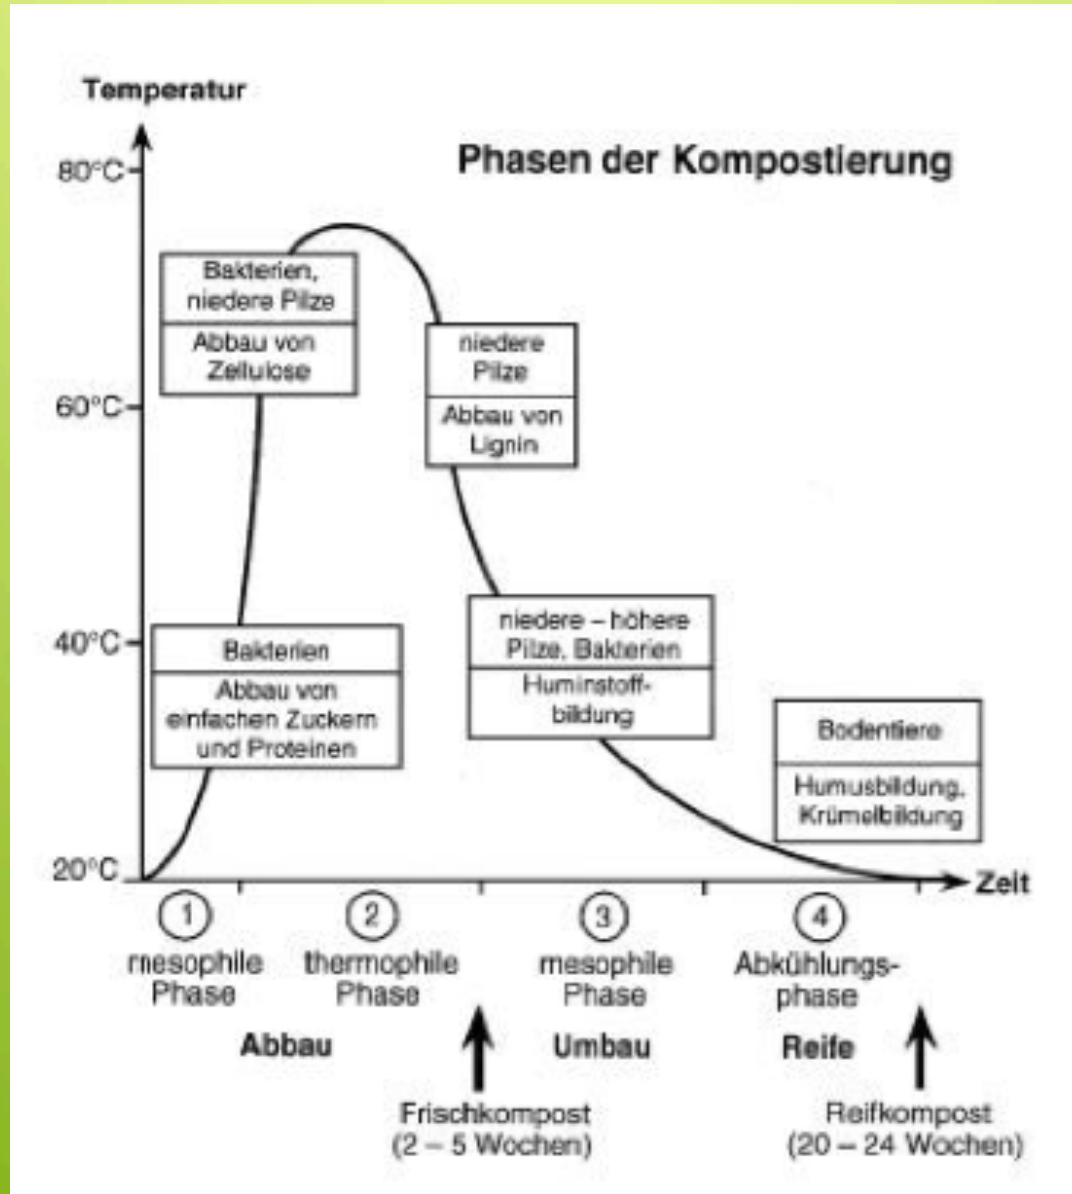 Temperatur
Phasen der Kompostierung
80°C
Bakterien,
niedere Pilze
Abbau von
Zellulose
niedere
Pilze
Abbau von
Lignin
60°C
niedere – höhere
Pilze, Bakterien
Huminstoff-
bildung
40°C
Bakterien
Abbau von
einfachen Zuckern
und Proteinen
Bodentiere
Humusbildung,
Krümelbildung
20°C
Zeit
1
mesophile
Phase
2
thermophile
Phase
3
mesophile
Phase
4
Abkühlungs-
phase
Abbau
Umbau
Reife
Frischkompost
(2 – 5 Wochen)
Reifkompost
(20 – 24 Wochen)